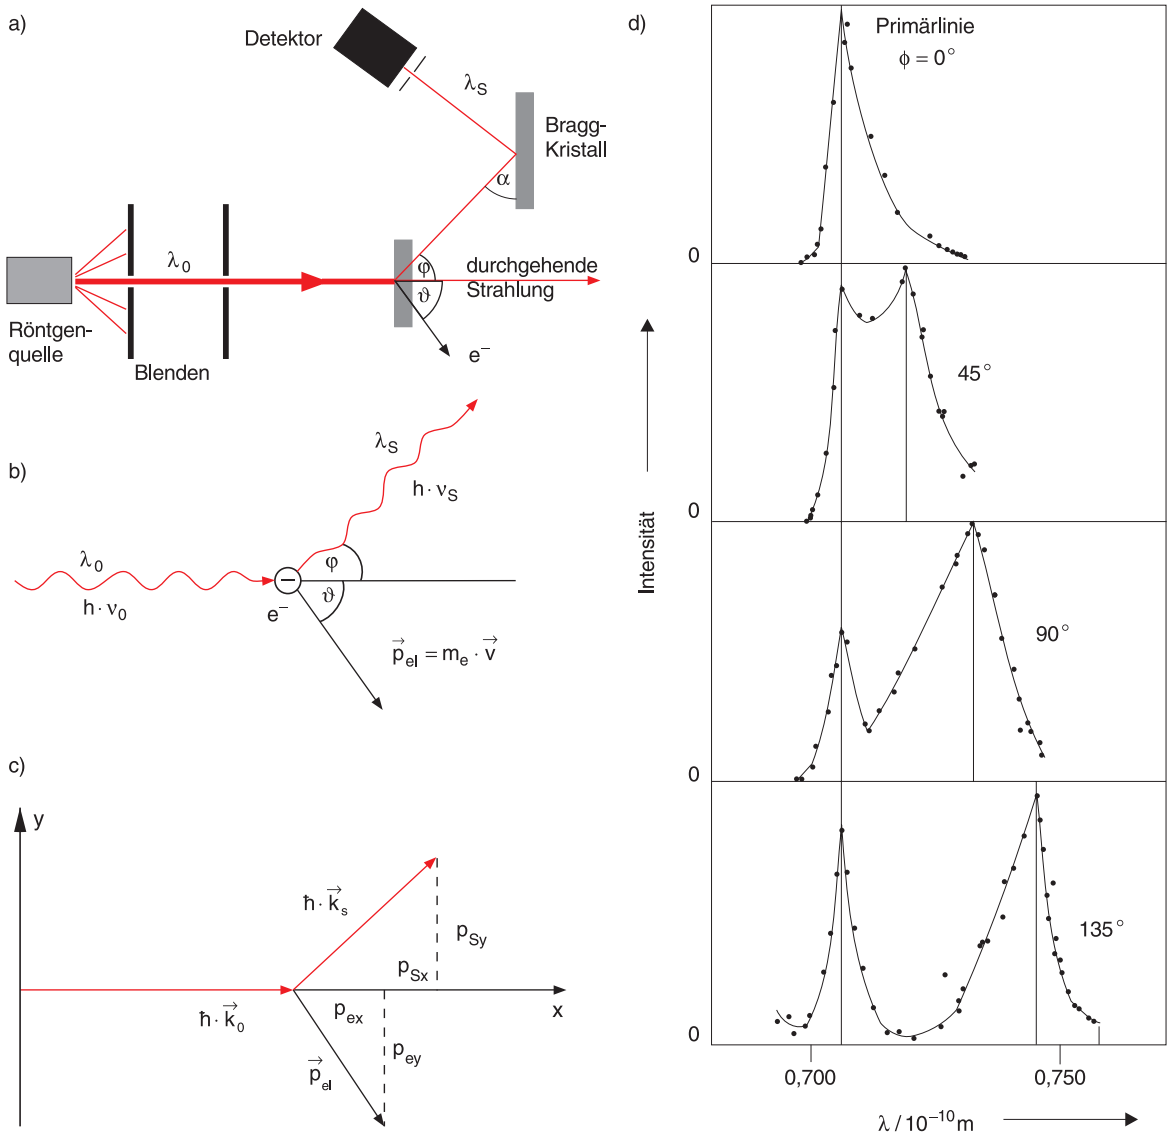 a)
Detektor
λS
Bragg-
Kristall
α
λ0
φ
durchgehende
Strahlung
ϑ
Röntgen-
quelle
Blenden
e−
b)
λS
h · νS
λ0
h · ν0
φ
ϑ
e−
p⃗el = me · v⃗
c)
y
ħ · k⃗s
pSy
pSx
ħ · k⃗0
pex
x
p⃗el
pey
d)
Primärlinie
ϕ = 0°
0
45°
0
Intensität
90°
0
135°
0
0,700
0,750
λ / 10−10 m